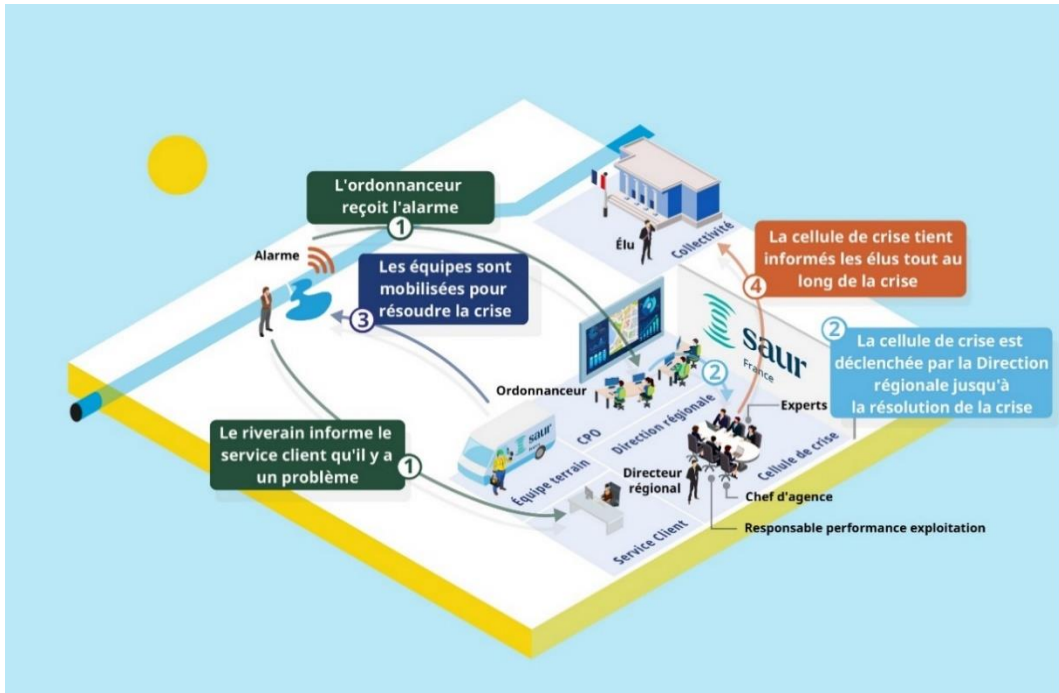 L'ordonnanceur
reçoit l'alarme
1
Alarme
Les équipes sont
mobilisées pour
résoudre la crise
3
Élu
Collectivité
La cellule de crise tient
informés les élus tout au
long de la crise
4
2
La cellule de crise est
déclenchée par la Direction
régionale jusqu'à
la résolution de la crise
saur
France
2
Ordonnanceur
CPO
Direction régionale
Experts
Cellule de crise
saur
Équipe terrain
Directeur
régional
Chef d'agence
Responsable performance exploitation
Service Client
Le riverain informe le
service client qu'il y a
un problème
1